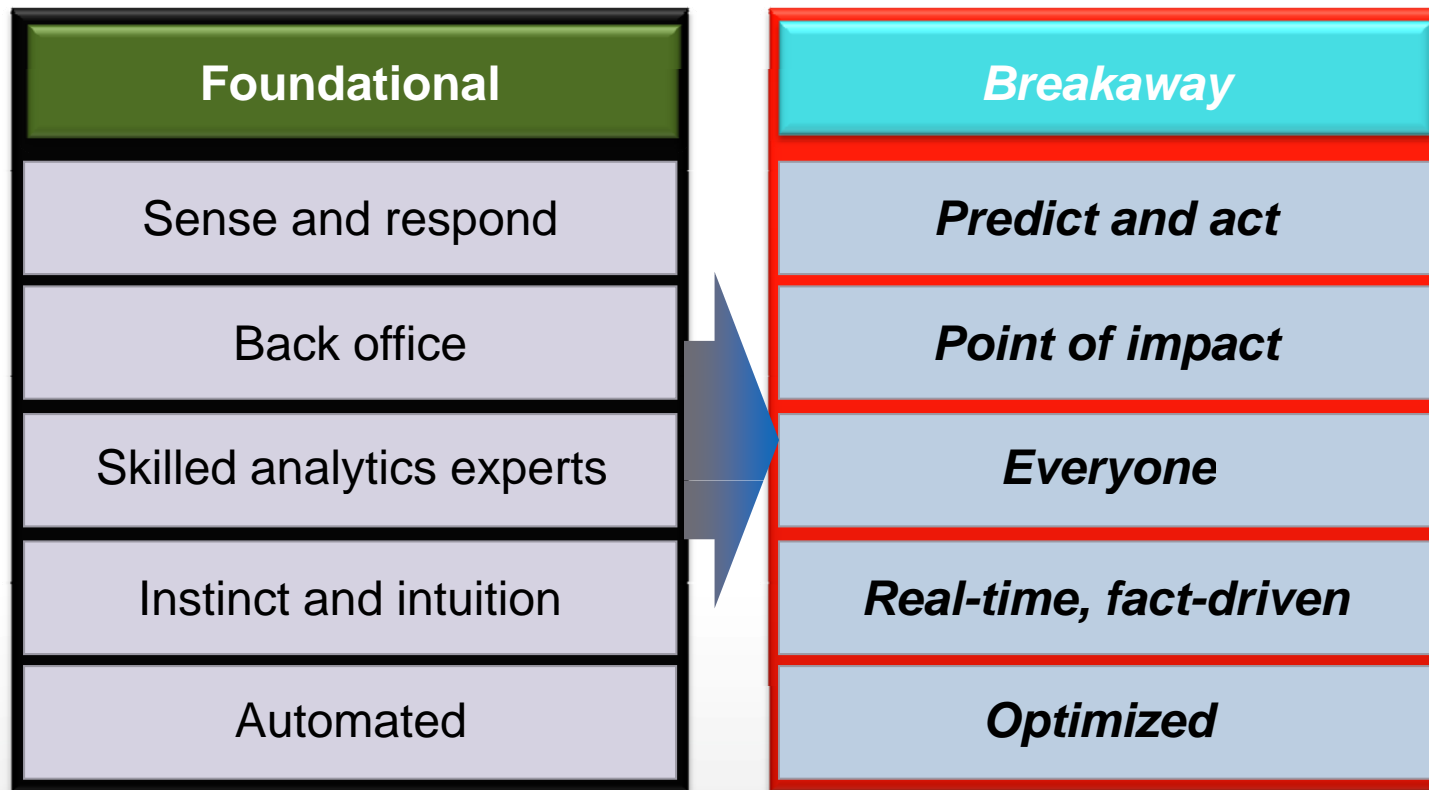 Foundational
Sense and respond
Back office
Skilled analytics experts
Instinct and intuition
Automated
Breakaway
Predict and act
Point of impact
Everyone
Real-time, fact-driven
Optimized